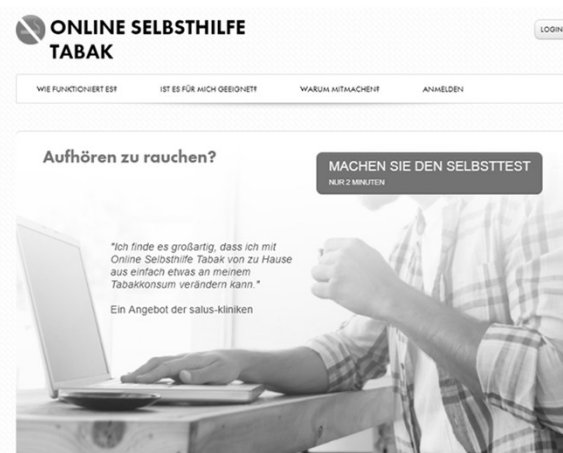 ONLINE SELBSTHILFE
TABAK
LOGIN
WIE FUNKTIONIERT ES?
IST ES FÜR MICH GEEIGNET?
WARUM MITMACHEN?
ANMELDEN
Aufhören zu rauchen?
MACHEN SIE DEN SELBSTTEST
NUR 2 MINUTEN
"Ich finde es großartig, dass ich mit
Online Selbsthilfe Tabak von zu Hause
aus einfach etwas an meinem
Tabakkonsum verändern kann."
Ein Angebot der salus-kliniken